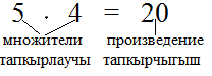 5 · 4 = 20
множители произведение
тапкырлаучы тапкырчыгыш